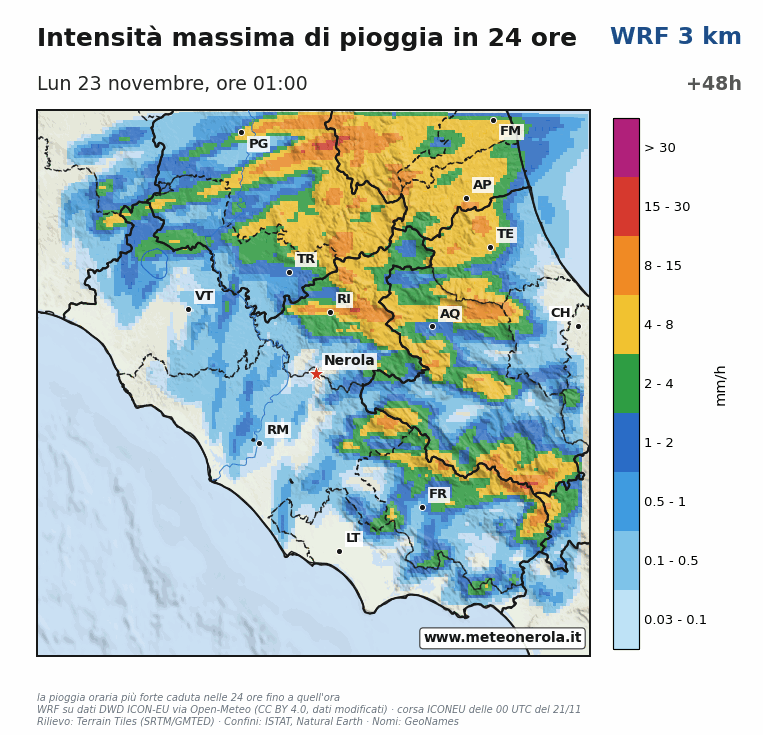 Intensità massima di pioggia in 24 ore
WRF 3 km
Lun 23 novembre, ore 01:00
+48h
PG
FM
AP
TE
TR
VT
RI
AQ
CH
Nerola
RM
FR
LT
www.meteonerola.it
> 30
15 - 30
8 - 15
4 - 8
2 - 4
1 - 2
0.5 - 1
0.1 - 0.5
0.03 - 0.1
mm/h
la pioggia oraria più forte caduta nelle 24 ore fino a quell'ora
WRF su dati DWD ICON-EU via Open-Meteo (CC BY 4.0, dati modificati) · corsa ICONEU delle 00 UTC del 21/11
Rilievo: Terrain Tiles (SRTM/GMTED) · Confini: ISTAT, Natural Earth · Nomi: GeoNames